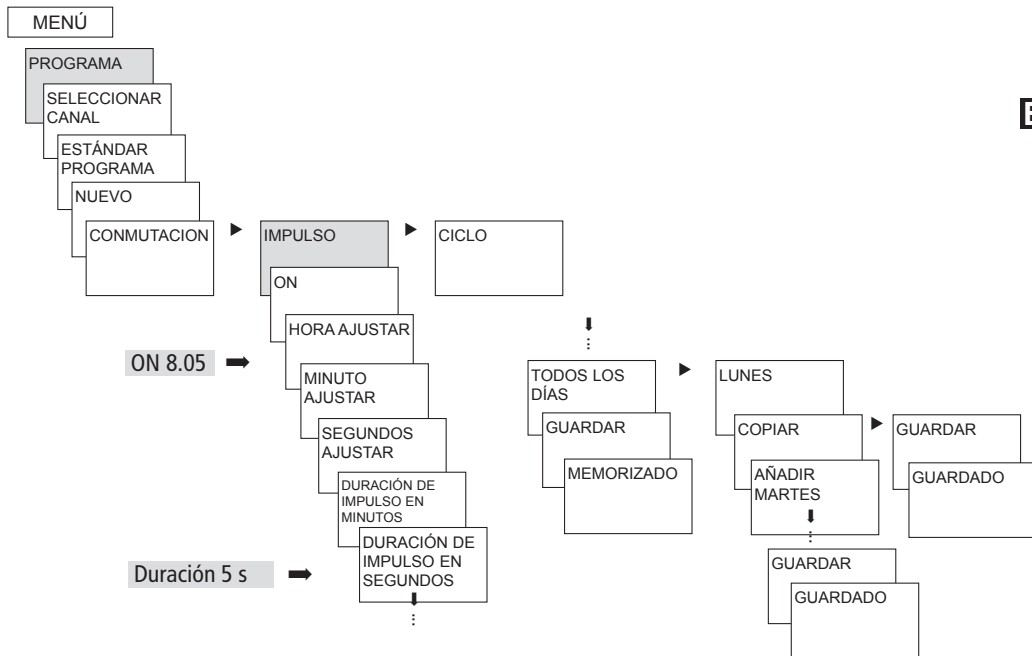 MENÚ
PROGRAMA
SELECCIONAR
CANAL
ESTÁNDAR
PROGRAMA
NUEVO
CONMUTACION
IMPULSO
CICLO
ON
HORA AJUSTAR
ON 8.05
MINUTO
AJUSTAR
SEGUNDOS
AJUSTAR
DURACIÓN DE
IMPULSO EN
MINUTOS
Duración 5 s
DURACIÓN DE
IMPULSO EN
SEGUNDOS
TODOS LOS
DÍAS
GUARDAR
MEMORIZADO
LUNES
COPIAR
AÑADIR
MARTES
GUARDAR
GUARDADO
GUARDAR
GUARDADO